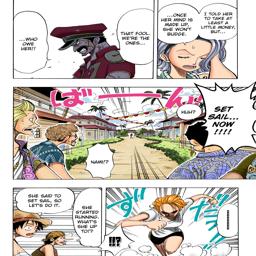 I TOLD HER
TO TAKE
AT LEAST
A LITTLE
MONEY, BUT...
...ONCE
HER MIND
IS MADE
UP, SHE
WON'T
BUDGE.
THAT FOOL.
WE'RE THE
ONES...
...WHO
OWE
HER!!
ば
ん
!!
HUH?
SET
SAIL...
NOW
!!!!
NAMI!?
SHE SAID
TO SET
SAIL, SO
LET'S DO
IT.
SHE
STARTED
RUNNING.
WHAT'S
SHE UP
TO!?
!!?